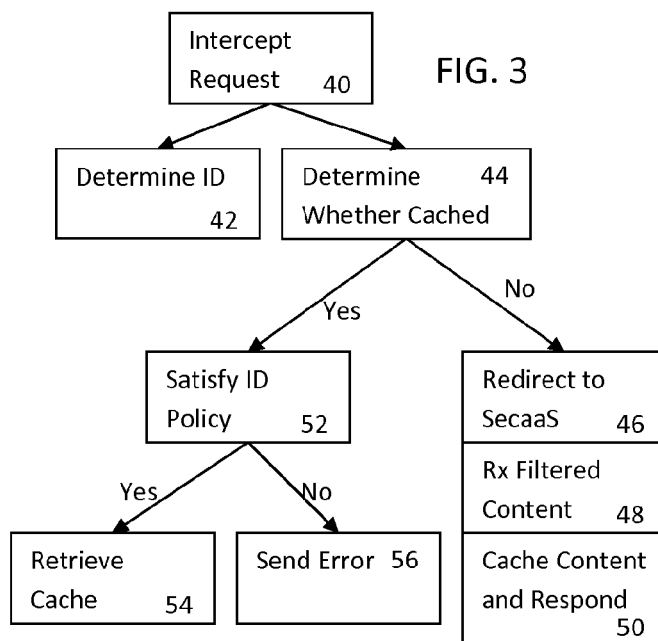 Intercept
Request 40
FIG. 3
Determine ID
42
Determine 44
Whether Cached
Yes
No
Satisfy ID
Policy 52
Redirect to
SecaaS 46
Rx Filtered
Content 48
Yes
No
Retrieve
Cache 54
Send Error 56
Cache Content
and Respond
50